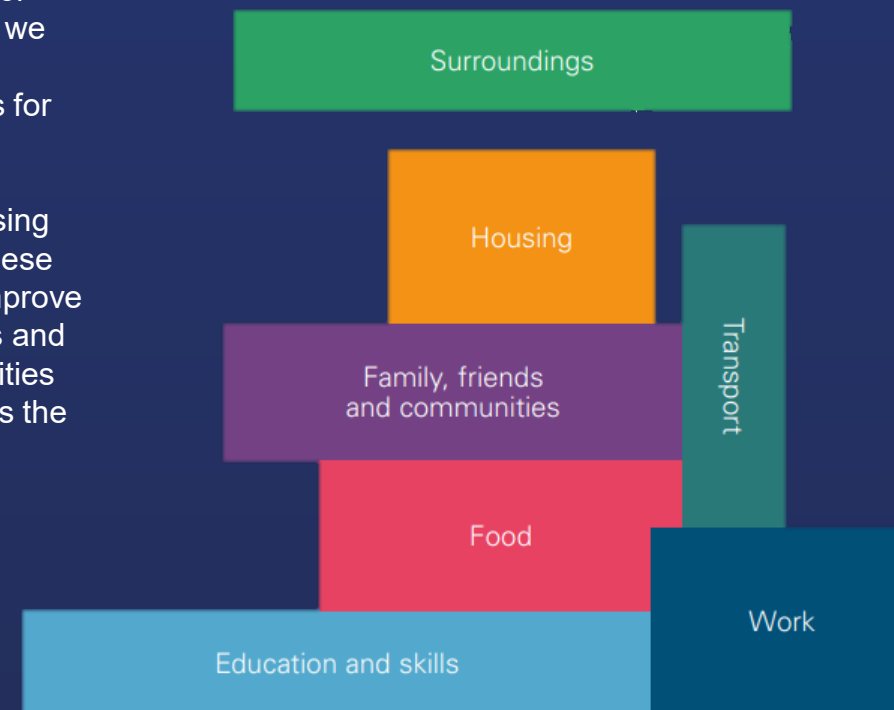 we
s for
sing
ese
prove
s and
ities
s the
Surroundings
Housing
Transport
Family, friends
and communities
Food
Work
Education and skills